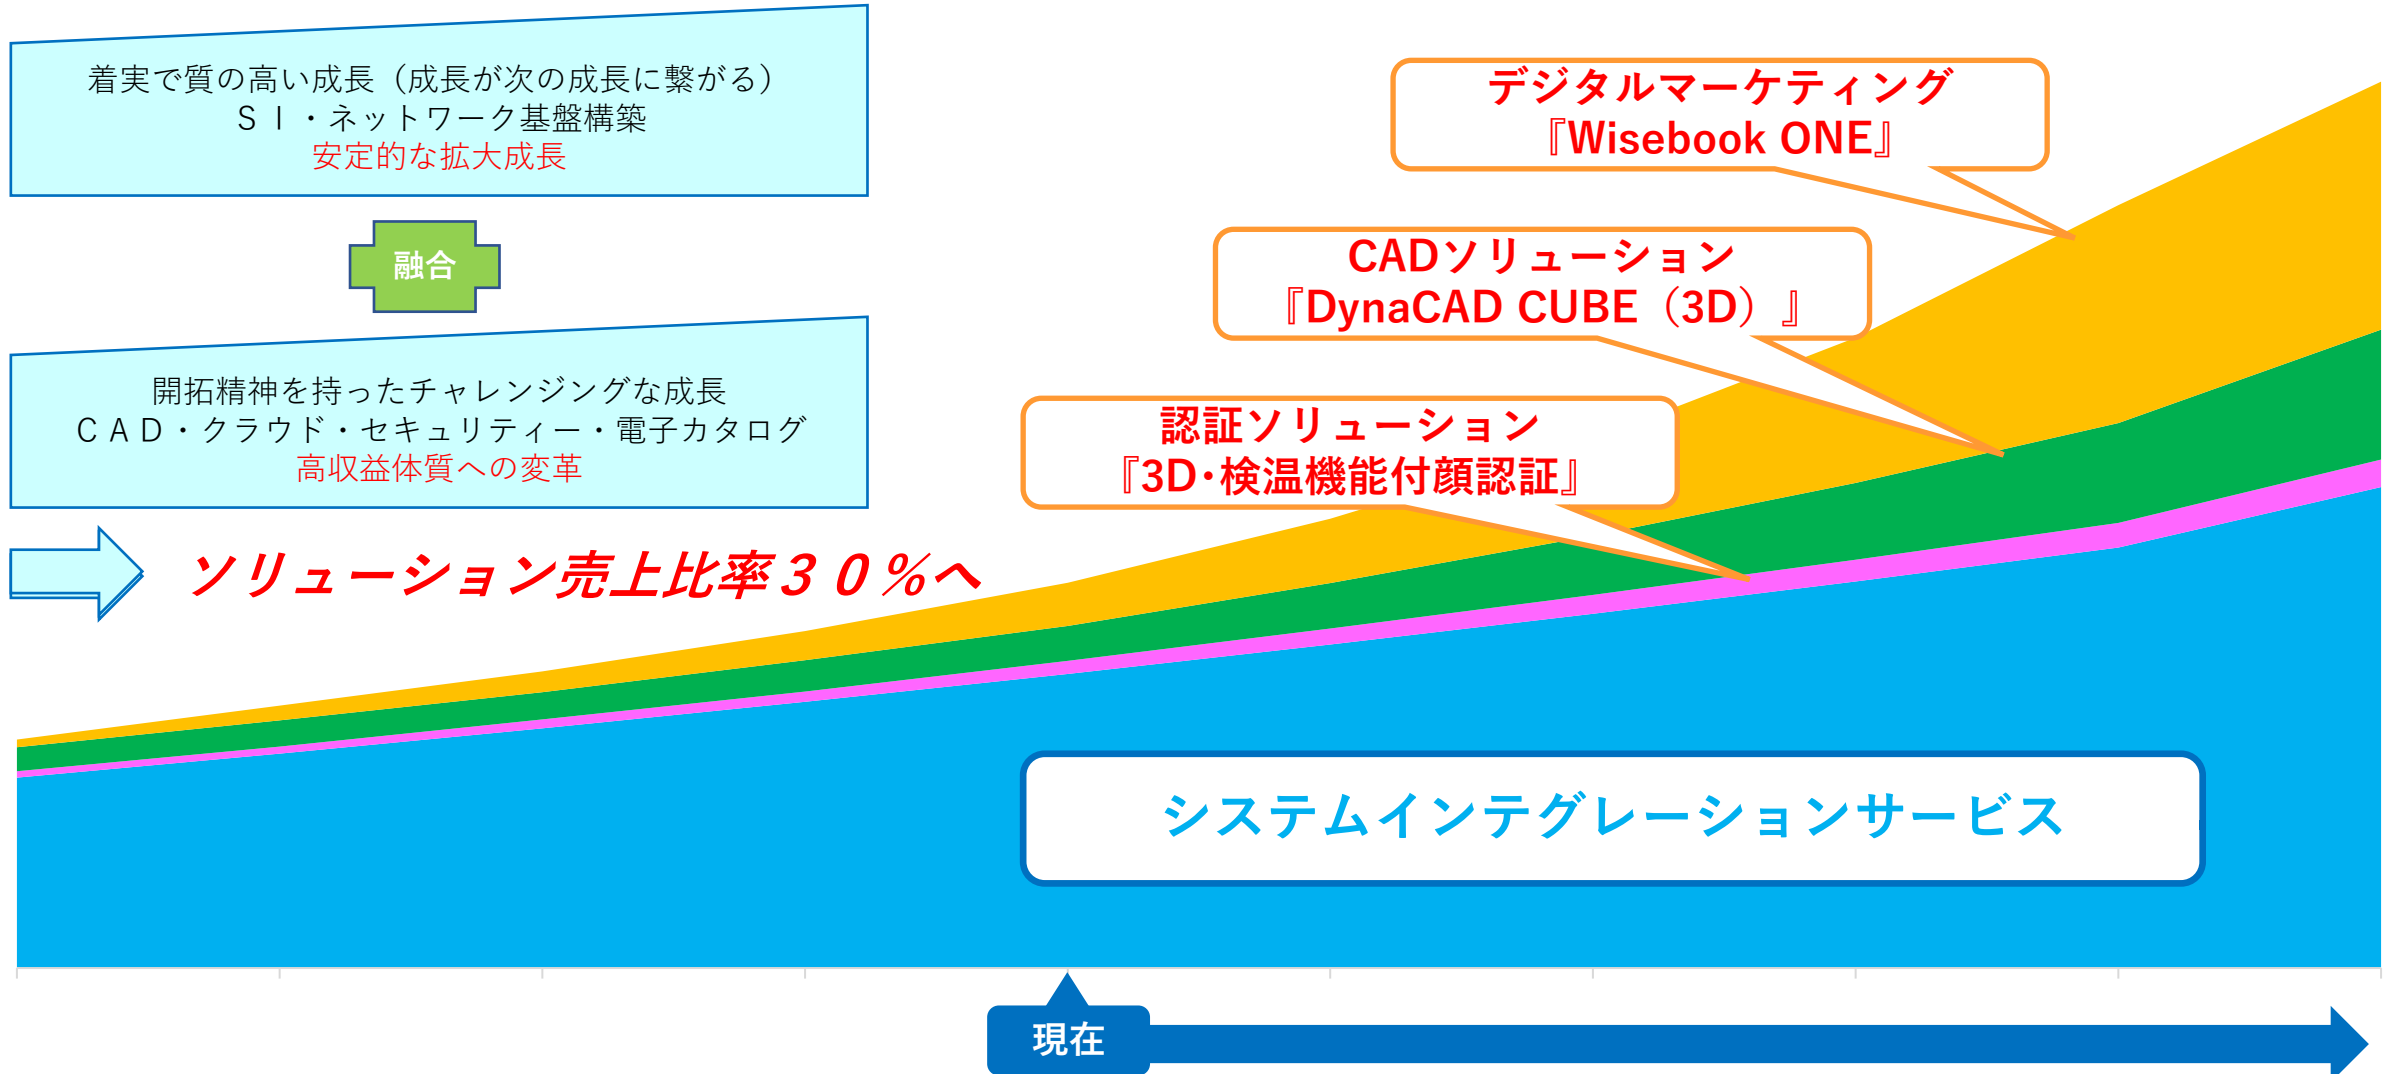 着実で質の高い成長（成長が次の成長に繋がる）
ＳＩ・ネットワーク基盤構築
安定的な拡大成長
融合
開拓精神を持ったチャレンジングな成長
ＣＡＤ・クラウド・セキュリティー・電子カタログ
高収益体質への変革
ソリューション売上比率３０％へ
デジタルマーケティング
『Wisebook ONE』
CADソリューション
『DynaCAD CUBE（3D）』
認証ソリューション
『3D･検温機能付顔認証』
システムインテグレーションサービス
現在